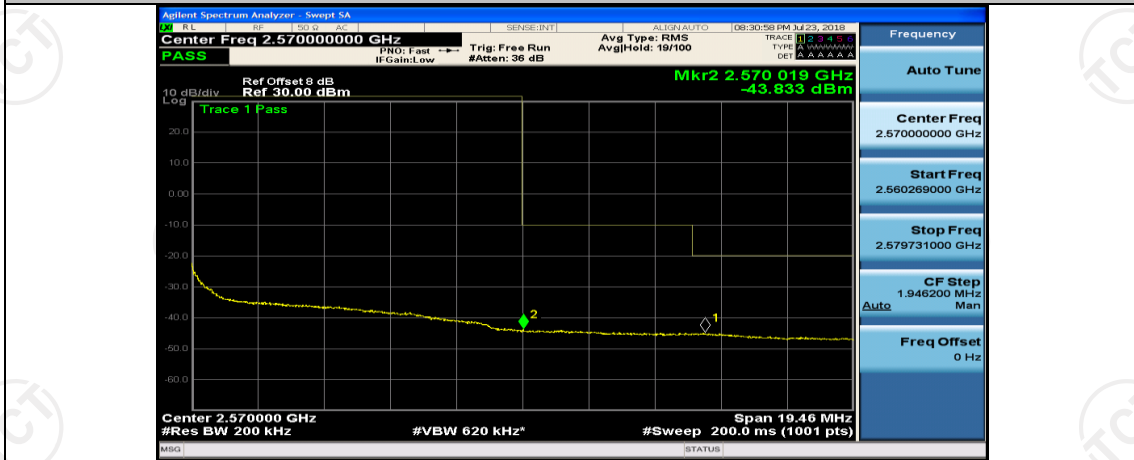 Agilent Spectrum Analyzer - Swept SA
LXI RL RF 50 Ω AC SENSE:INT ALIGN AUTO 08:30:58 PM Jul 23, 2018
Center Freq 2.570000000 GHz
PASS
PNO: Fast
IFGain:Low
Trig: Free Run
#Atten: 36 dB
Avg Type: RMS
Avg|Hold: 19/100
TRACE 1 2 3 4 5 6
TYPE A WWWWW
DET A A A A A A
Frequency
Ref Offset 8 dB
10 dB/div Ref 30.00 dBm
Mkr2 2.570 019 GHz
-43.833 dBm
Log
Trace 1 Pass
20.0
10.0
0.00
-10.0
-20.0
-30.0
-40.0
-50.0
-60.0
2
1
Center 2.570000 GHz Span 19.46 MHz
#Res BW 200 kHz #VBW 620 kHz* #Sweep 200.0 ms (1001 pts)
MSG STATUS
Auto Tune
Center Freq
2.570000000 GHz
Start Freq
2.560269000 GHz
Stop Freq
2.579731000 GHz
CF Step
1.946200 MHz
Auto Man
Freq Offset
0 Hz
TCT
TCT